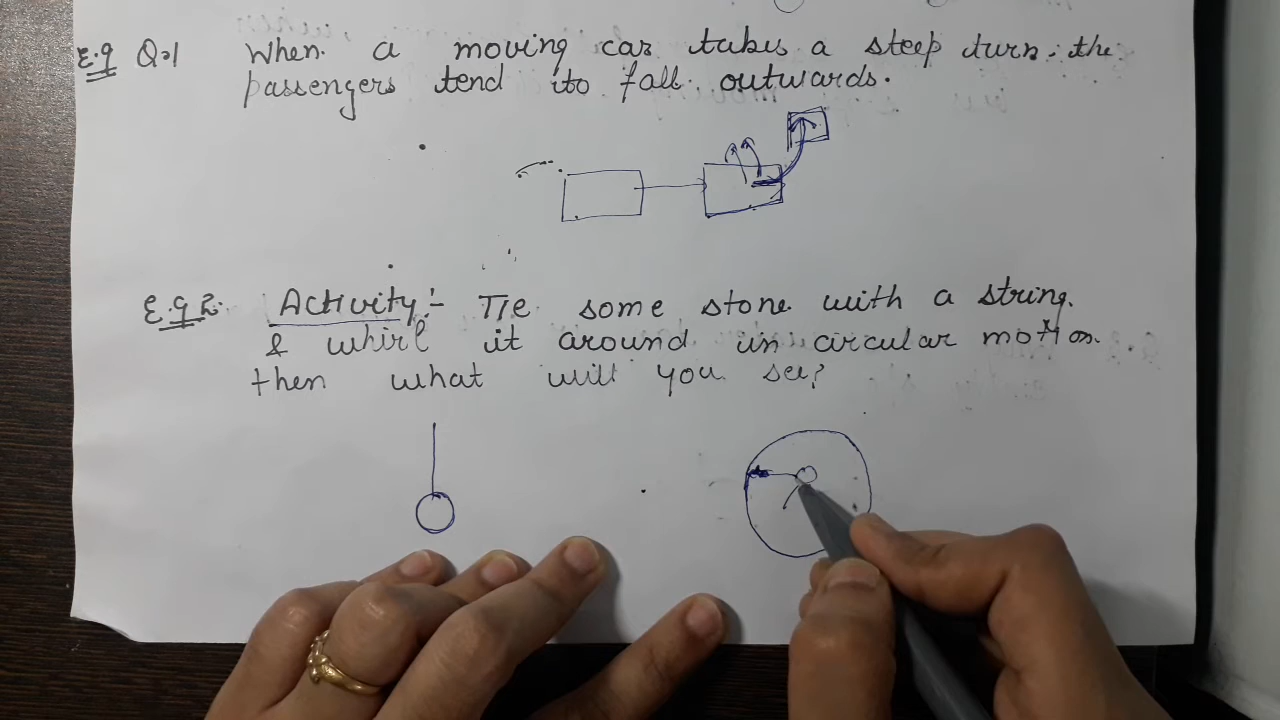 E.g Q.1 When a moving car takes a steep turn. the
passengers tend to fall outwards.
E.g 2. Activity:- Tie some stone with a string.
& whirl it around in circular motion.
then what will you see?